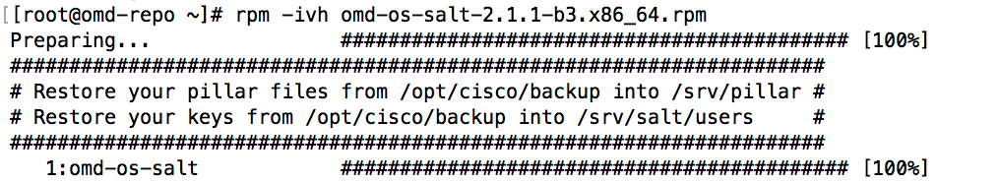 [[root@omd-repo ~]# rpm -ivh omd-os-salt-2.1.1-b3.x86_64.rpm
Preparing...                ########################################### [100%]
#####################################################################
# Restore your pillar files from /opt/cisco/backup into /srv/pillar #
# Restore your keys from /opt/cisco/backup into /srv/salt/users     #
#####################################################################
   1:omd-os-salt            ########################################### [100%]